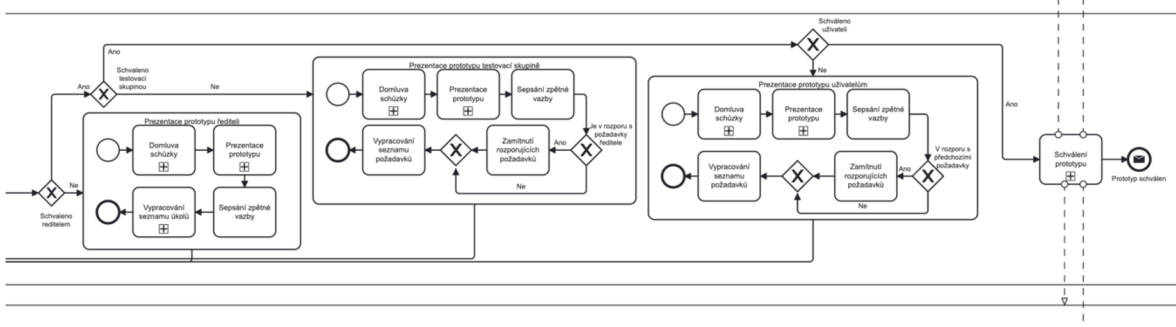 Schváleno
uživateli
Ano
Ne
Schvaleno
testovací
skupinou
Ano
Ne
Prezentace prototypu testovací skupině
Domluva
schůzky
Prezentace
prototypu
Sepsání zpětné
vazby
Je v rozporu s
požadavky
ředitele
Ano
Zamítnutí
rozporujících
požadavků
Vypracování
seznamu
požadavků
Ne
Prezentace prototypu uživatelům
Domluva
schůzky
Prezentace
prototypu
Sepsání zpětné
vazby
V rozporu s
předchozími
požadavky
Ano
Zamítnutí
rozporujících
požadavků
Vypracování
seznamu
požadavků
Ne
Ano
Schválení
prototypu
Prototyp schválen
Prezentace prototypu řediteli
Domluva
schůzky
Prezentace
prototypu
Vypracování
seznamu úkolů
Sepsání zpětné
vazby
Ne
Schvaleno
reditelem